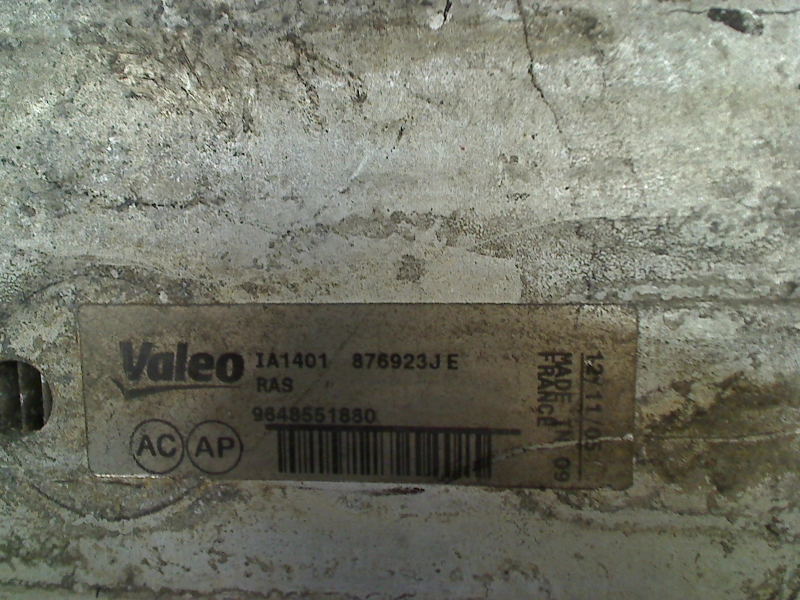 Valeo IA1401 876923J E
RAS
9648551880
AC AP
12/11/05 09
MADE IN
FRANCE